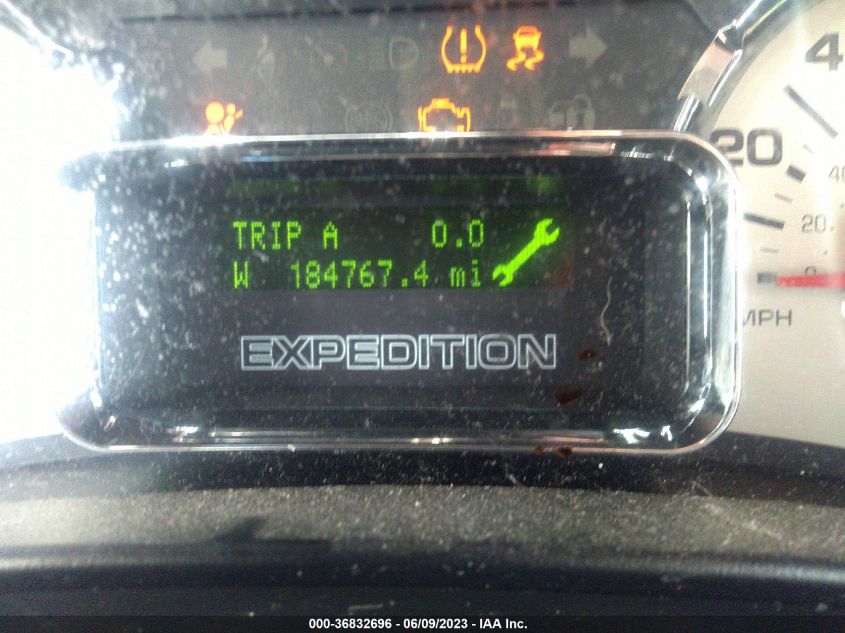 4
20
40
20
0
TRIP A 0.0
W 184767.4 mi
MPH
EXPEDITION
000-36832696 - 06/09/2023 - IAA Inc.